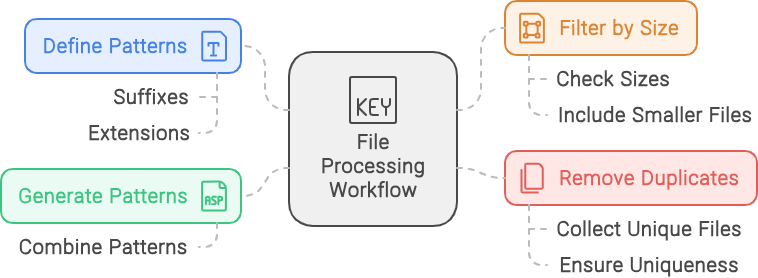 Define Patterns
T
Suffixes
Extensions
Generate Patterns
ASP
Combine Patterns
KEY
File
Processing
Workflow
Filter by Size
Check Sizes
Include Smaller Files
Remove Duplicates
Collect Unique Files
Ensure Uniqueness